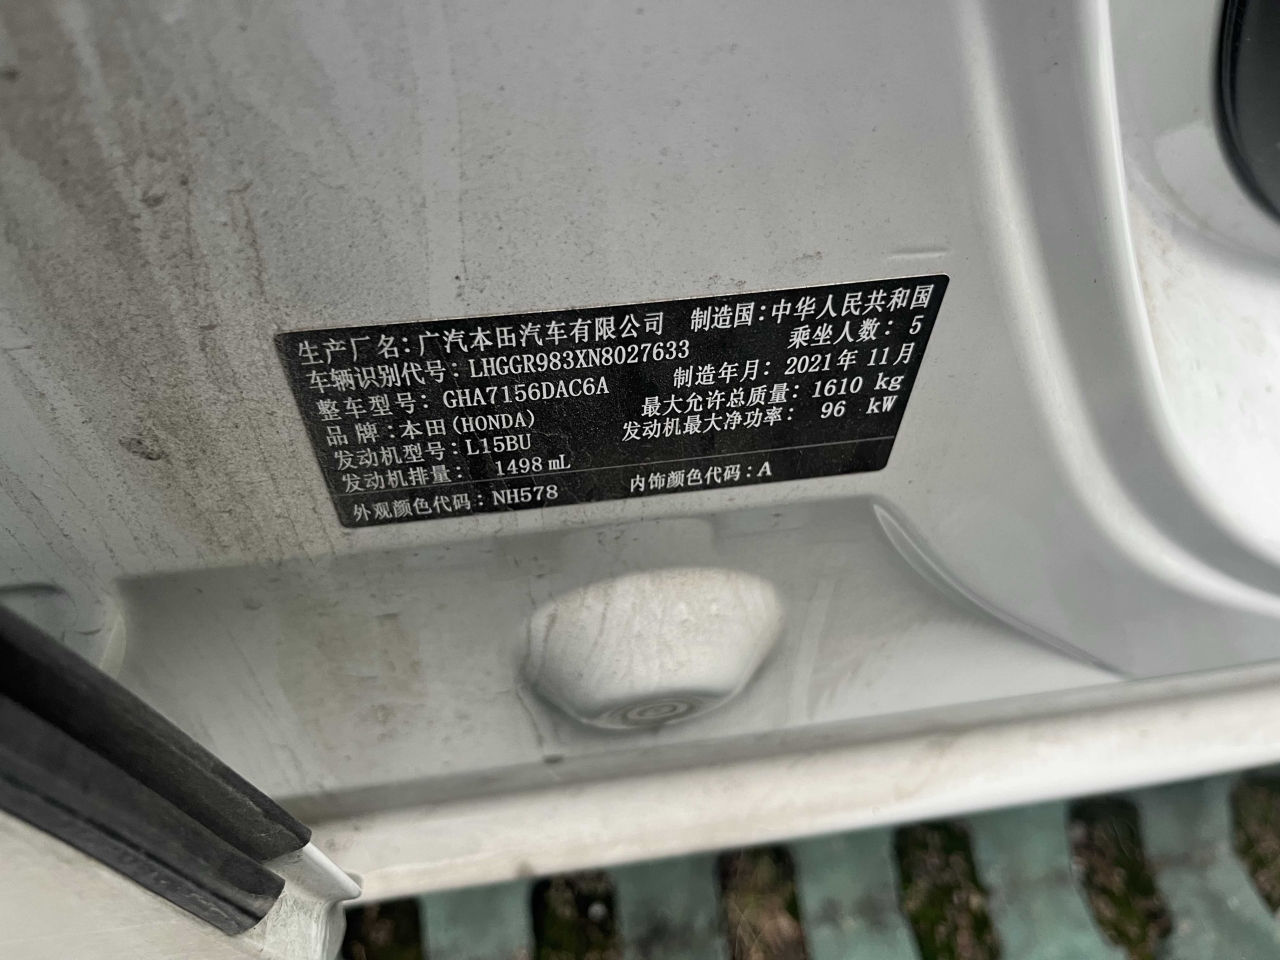 生产厂名：广汽本田汽车有限公司 制造国：中华人民共和国
车辆识别代号：LHGGR983XN8027633 乘坐人数：5
整车型号：GHA7156DAC6A 制造年月：2021年11月
品牌：本田(HONDA) 最大允许总质量：1610 kg
发动机型号：L15BU 发动机最大净功率：96 kW
发动机排量：1498 mL
外观颜色代码：NH578 内饰颜色代码：A